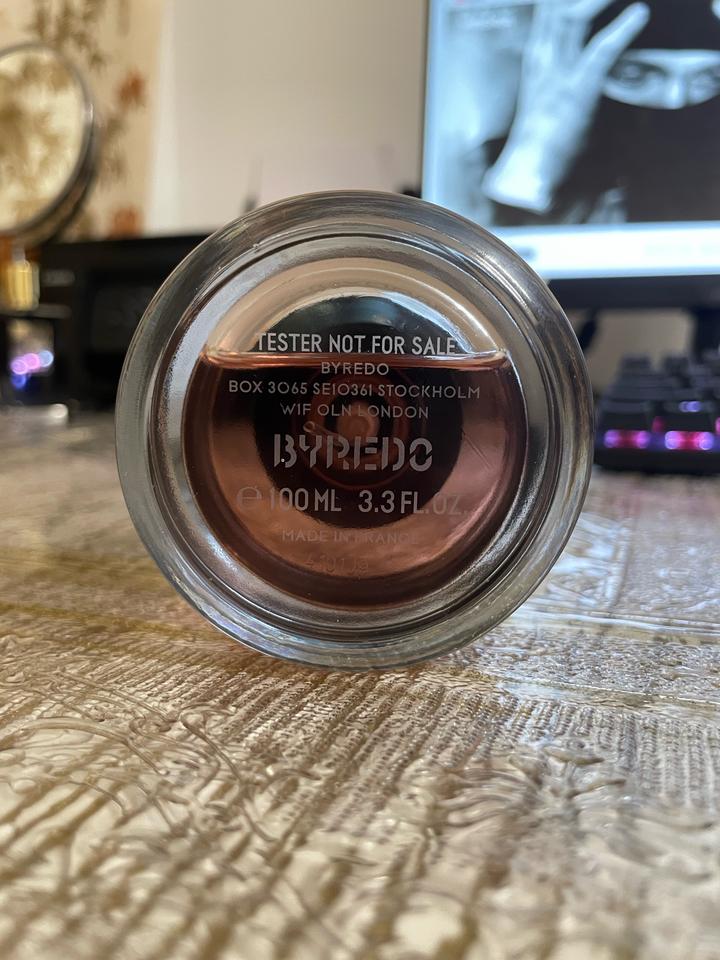 TESTER NOT FOR SALE
BYREDO
BOX 3065 SE10361 STOCKHOLM
W1F OLN LONDON
BYREDO
℮ 100 ML 3.3 FL.OZ.
MADE IN FRANCE